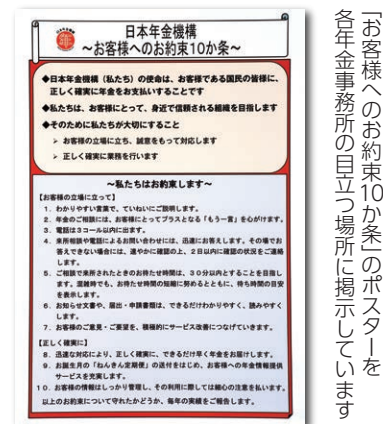 日本年金機構
~お客様へのお約束10か条~
◆日本年金機構（私たち）の使命は、お客様である国民の皆様に、
正しく確実に年金をお支払いすることです
◆私たちは、お客様にとって、身近で信頼される組織を目指します
◆そのために私たちが大切にすること
➢ お客様の立場に立ち、誠意をもって対応します
➢ 正しく確実に業務を行います
~私たちはお約束します~
【お客様の立場に立って】
１．わかりやすい言葉で、ていねいにご説明します。
２．年金のご相談には、お客様にとってプラスとなる「もう一言」を心がけます。
３．電話は３コール以内に出ます。
４．来所相談や電話によるお問い合わせには、迅速にお答えします。その場でお
答えできない場合には、速やかに確認の上、２日以内に確認の状況をご連絡
します。
５．ご相談で来所されたときのお待たせ時間は、３０分以内とすることを目指し
ます。混雑時でも、お待たせ時間の短縮に努めるとともに、待ち時間の目安
を表示します。
６．お知らせ文書や、届出・申請書類は、できるだけわかりやすく、読みやすく
します。
７．お客様のご意見・ご要望を、積極的にサービス改善につなげていきます。
【正しく確実に】
８．迅速な対応により、正しく確実に、できるだけ早く年金をお届けします。
９．お誕生月の「ねんきん定期便」の送付をはじめ、お客様への年金情報提供
サービスを充実します。
１０．お客様の情報はしっかり管理し、その利用に際しては細心の注意を払います。
以上のお約束について守れたかどうか、毎年の実績をご報告します。
「お客様へのお約束10か条」のポスターを
各年金事務所の目立つ場所に掲示しています